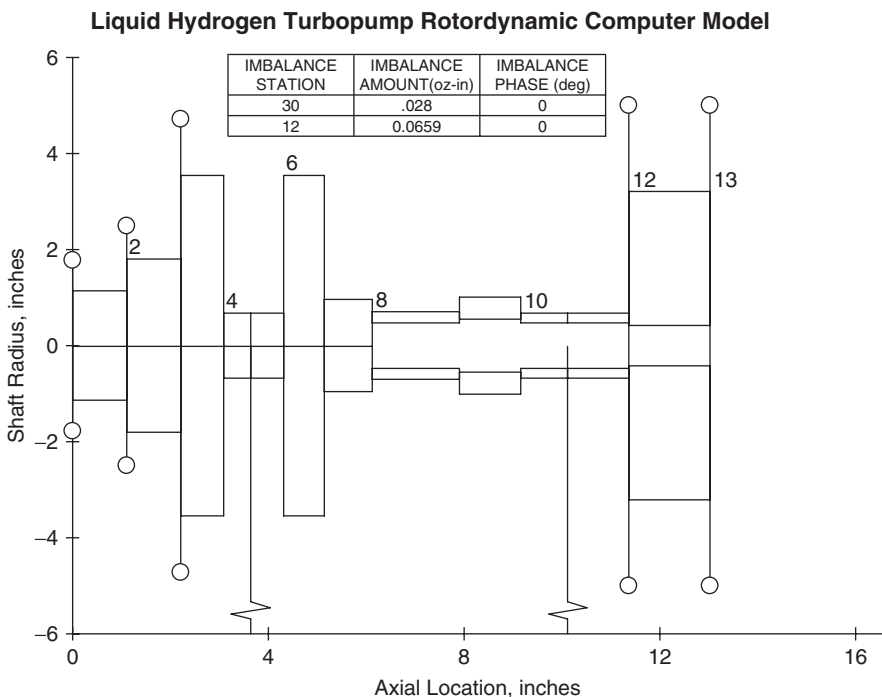 Liquid Hydrogen Turbopump Rotordynamic Computer Model
IMBALANCE STATION IMBALANCE AMOUNT(oz-in) IMBALANCE PHASE (deg)
30 .028 0
12 0.0659 0
6
4
2
0
−2
−4
−6
Shaft Radius, inches
2
4
6
8
10
12
13
0 4 8 12 16
Axial Location, inches